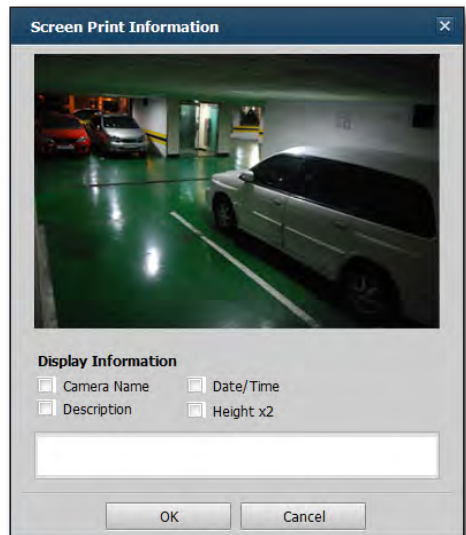 Screen Print Information
Display Information
Camera Name
Date/Time
Description
Height x2
OK
Cancel